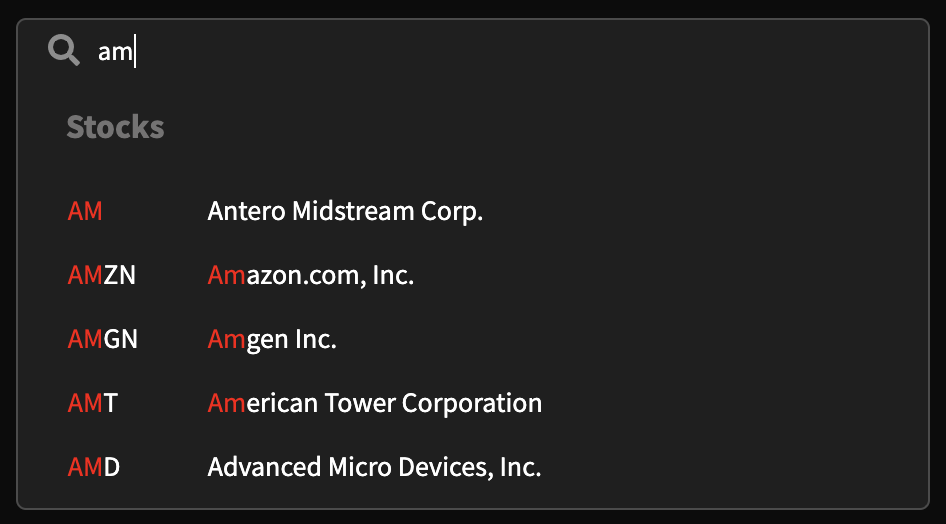 am
Stocks
AM Antero Midstream Corp.
AMZN Amazon.com, Inc.
AMGN Amgen Inc.
AMT American Tower Corporation
AMD Advanced Micro Devices, Inc.